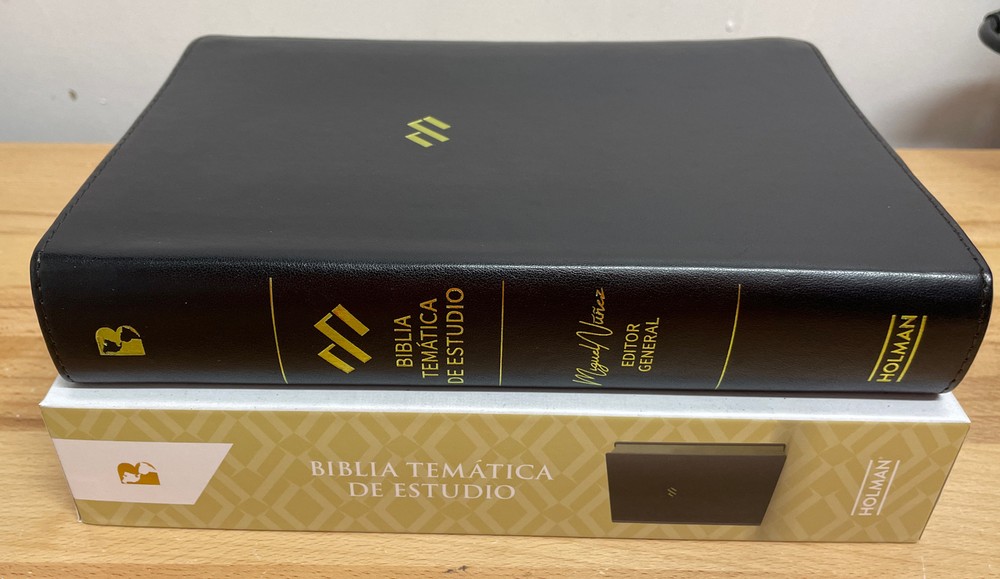 BIBLIA
TEMÁTICA
DE ESTUDIO
Miguel Núñez
EDITOR
GENERAL
HOLMAN
BIBLIA TEMÁTICA
DE ESTUDIO
HOLMAN